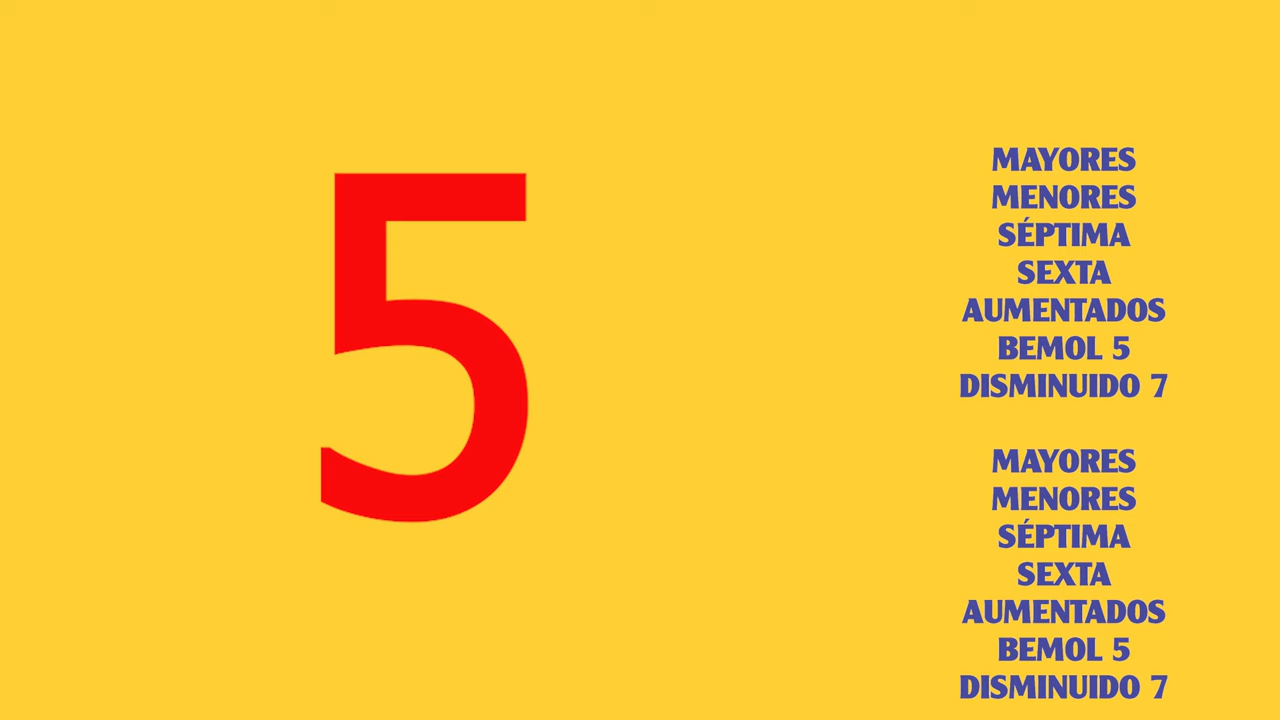 5
MAYORES
MENORES
SÉPTIMA
SEXTA
AUMENTADOS
BEMOL 5
DISMINUIDO 7
MAYORES
MENORES
SÉPTIMA
SEXTA
AUMENTADOS
BEMOL 5
DISMINUIDO 7